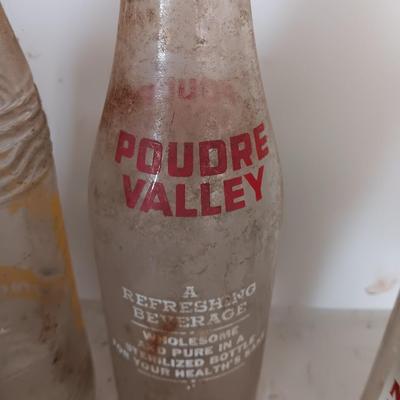 POUDRE
VALLEY
A
REFRESHING
BEVERAGE
WHOLESOME
AND PURE IN A
STERILIZED BOTTLE
FOR YOUR HEALTH'S SAKE